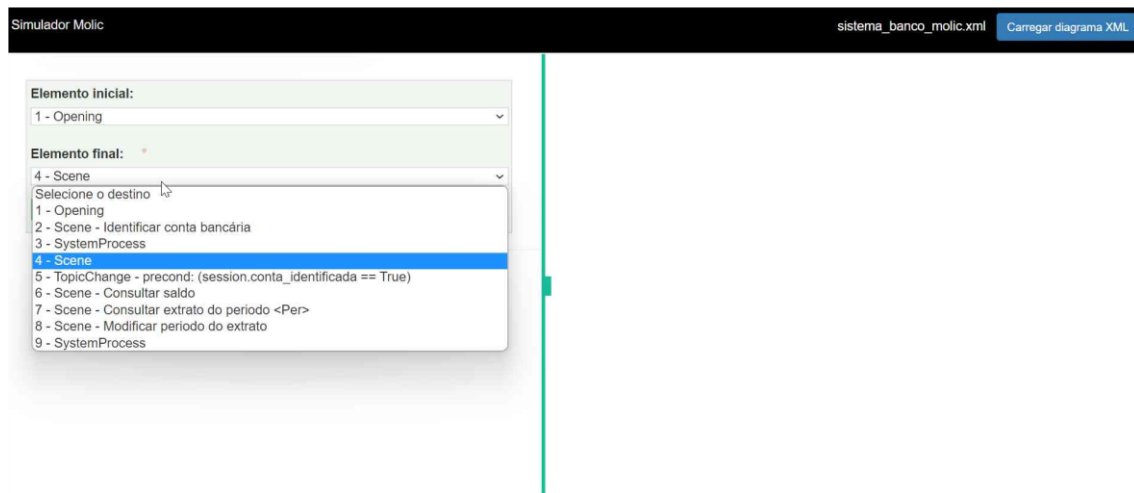 Simulador Molic
sistema_banco_molic.xml
Carregar diagrama XML
Elemento inicial:
1 - Opening
Elemento final: *
4 - Scene
Selecione o destino
1 - Opening
2 - Scene - Identificar conta bancária
3 - SystemProcess
4 - Scene
5 - TopicChange - precond: (session.conta_identificada == True)
6 - Scene - Consultar saldo
7 - Scene - Consultar extrato do periodo <Per>
8 - Scene - Modificar periodo do extrato
9 - SystemProcess